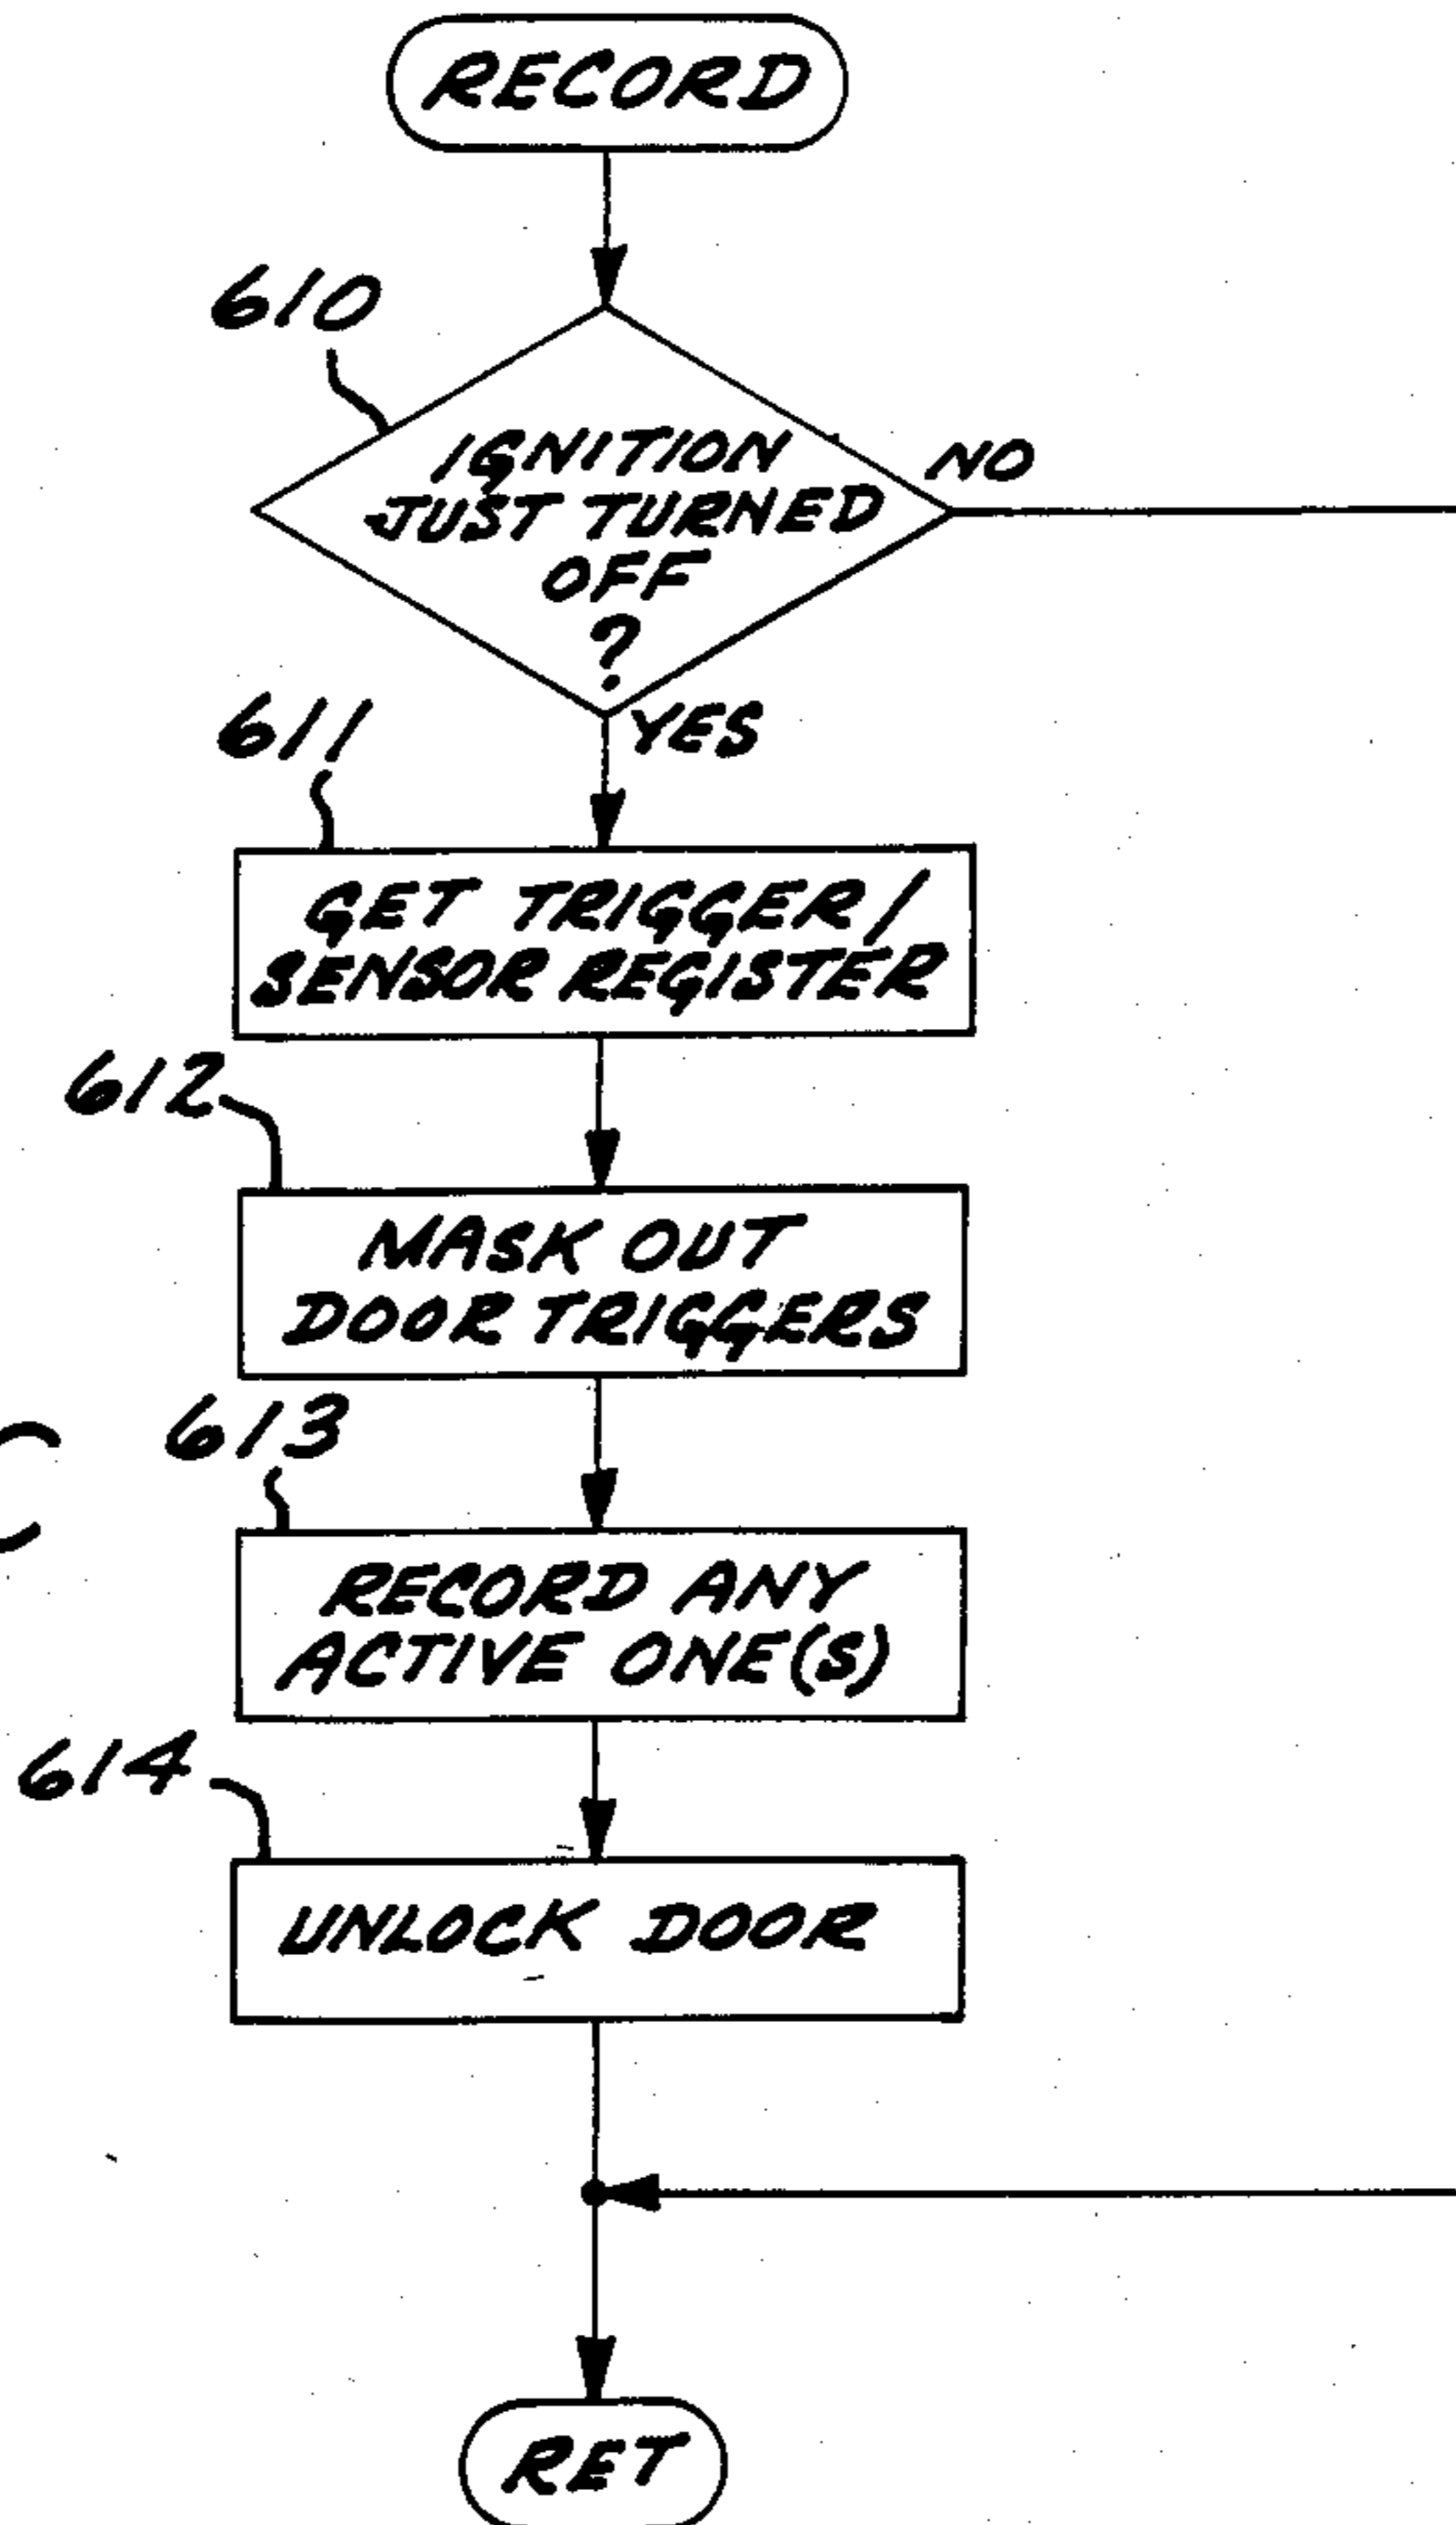 RECORD
610
IGNITION
JUST TURNED
OFF
?
NO
YES
611
GET TRIGGER/
SENSOR REGISTER
612
MASK OUT
DOOR TRIGGERS
613
RECORD ANY
ACTIVE ONE(S)
614
UNLOCK DOOR
RET